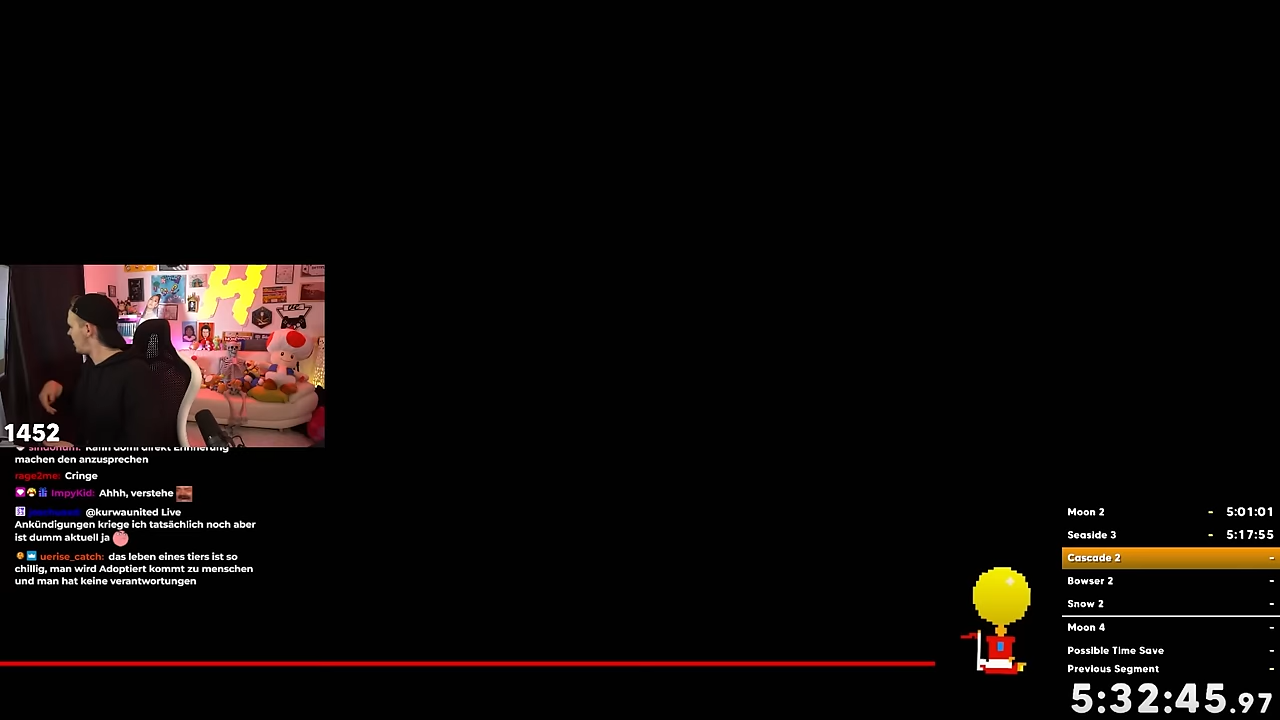 1452
machen den anzusprechen
rage2me: Cringe
ImpyKid: Ahhh, verstehe
@kurwaunited Live
Ankündigungen kriege ich tatsächlich noch aber
ist dumm aktuell ja
uerise_catch: das leben eines tiers ist so
chillig, man wird Adoptiert kommt zu menschen
und man hat keine verantwortungen
Moon 2 - 5:01:01
Seaside 3 - 5:17:55
Cascade 2 -
Bowser 2 -
Snow 2 -
Moon 4 -
Possible Time Save -
Previous Segment -
5:32:45.97